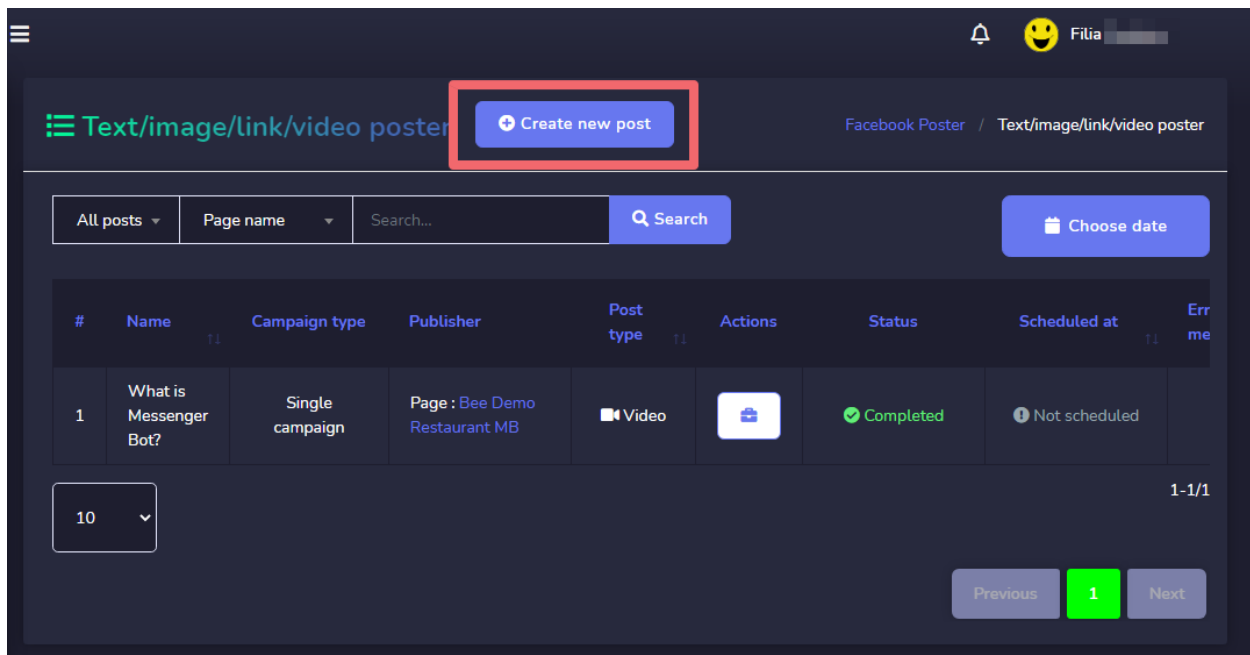 Filia
Text/image/link/video poster
Create new post
Facebook Poster / Text/image/link/video poster
All posts
Page name
Search...
Search
Choose date
#
Name
Campaign type
Publisher
Post
type
Actions
Status
Scheduled at
Err
me
1
What is
Messenger
Bot?
Single
campaign
Page : Bee Demo
Restaurant MB
Video
Completed
Not scheduled
10
1-1/1
Previous
1
Next